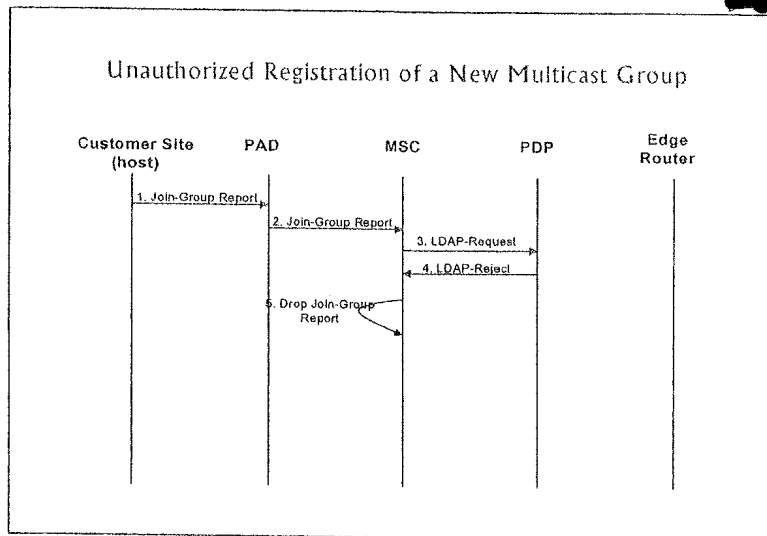 Unauthorized Registration of a New Multicast Group
Customer Site
(host)
PAD
MSC
PDP
Edge
Router
1. Join-Group Report
2. Join-Group Report
3. LDAP-Request
4. LDAP-Reject
5. Drop Join-Group
Report